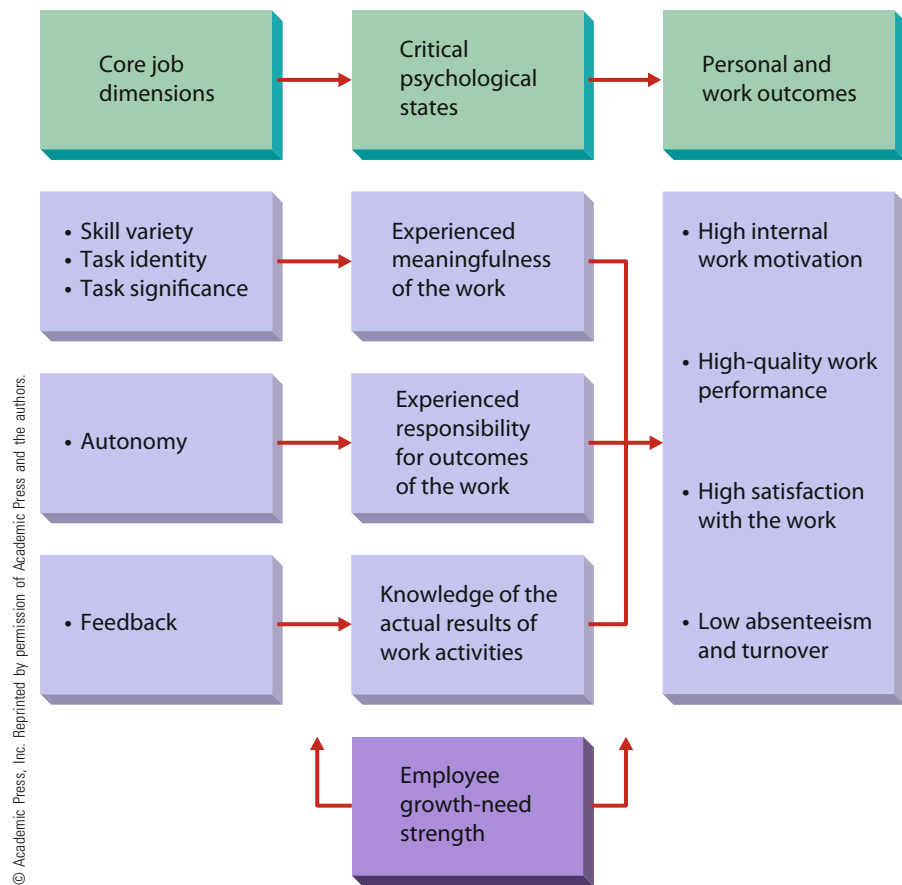 Core job
dimensions
Critical
psychological
states
Personal and
work outcomes
• Skill variety
• Task identity
• Task significance
Experienced
meaningfulness
of the work
• High internal
work motivation
• High-quality work
performance
• High satisfaction
with the work
• Low absenteeism
and turnover
• Autonomy
Experienced
responsibility
for outcomes
of the work
• Feedback
Knowledge of the
actual results of
work activities
Employee
growth-need
strength
© Academic Press, Inc. Reprinted by permission of Academic Press and the authors.